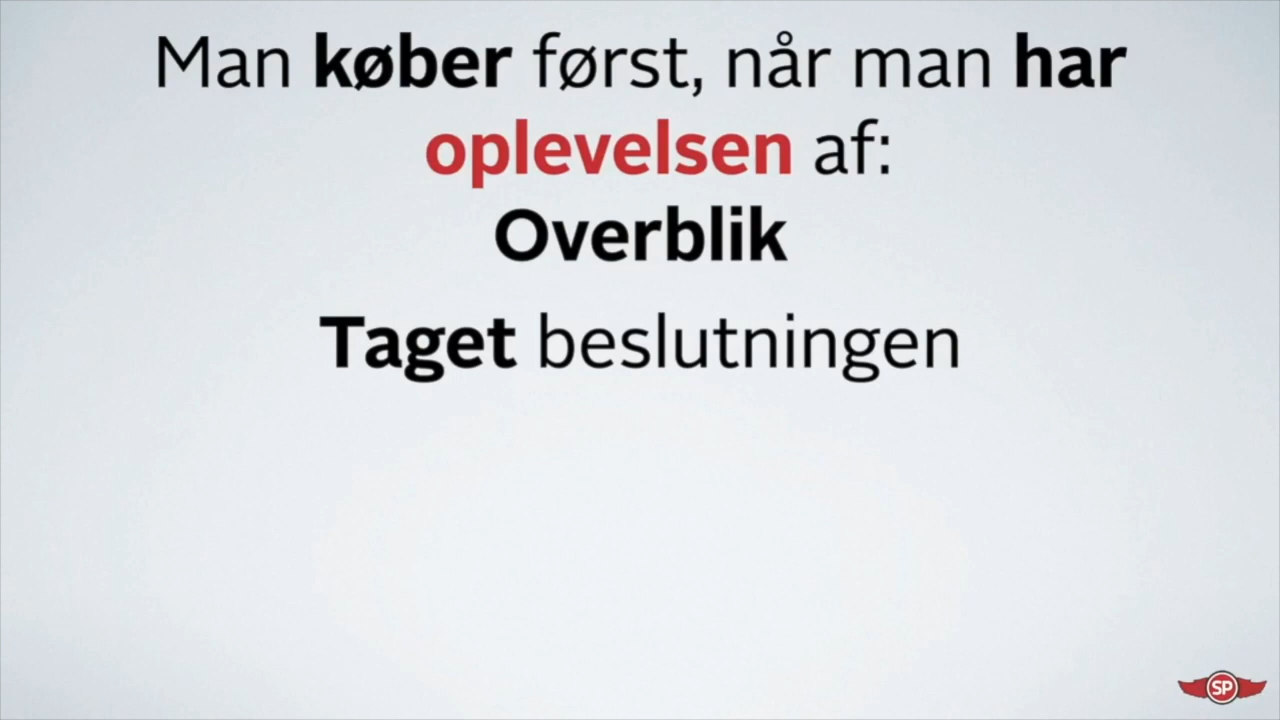 Man køber først, når man har
oplevelsen af:
Overblik
Taget beslutningen
SP